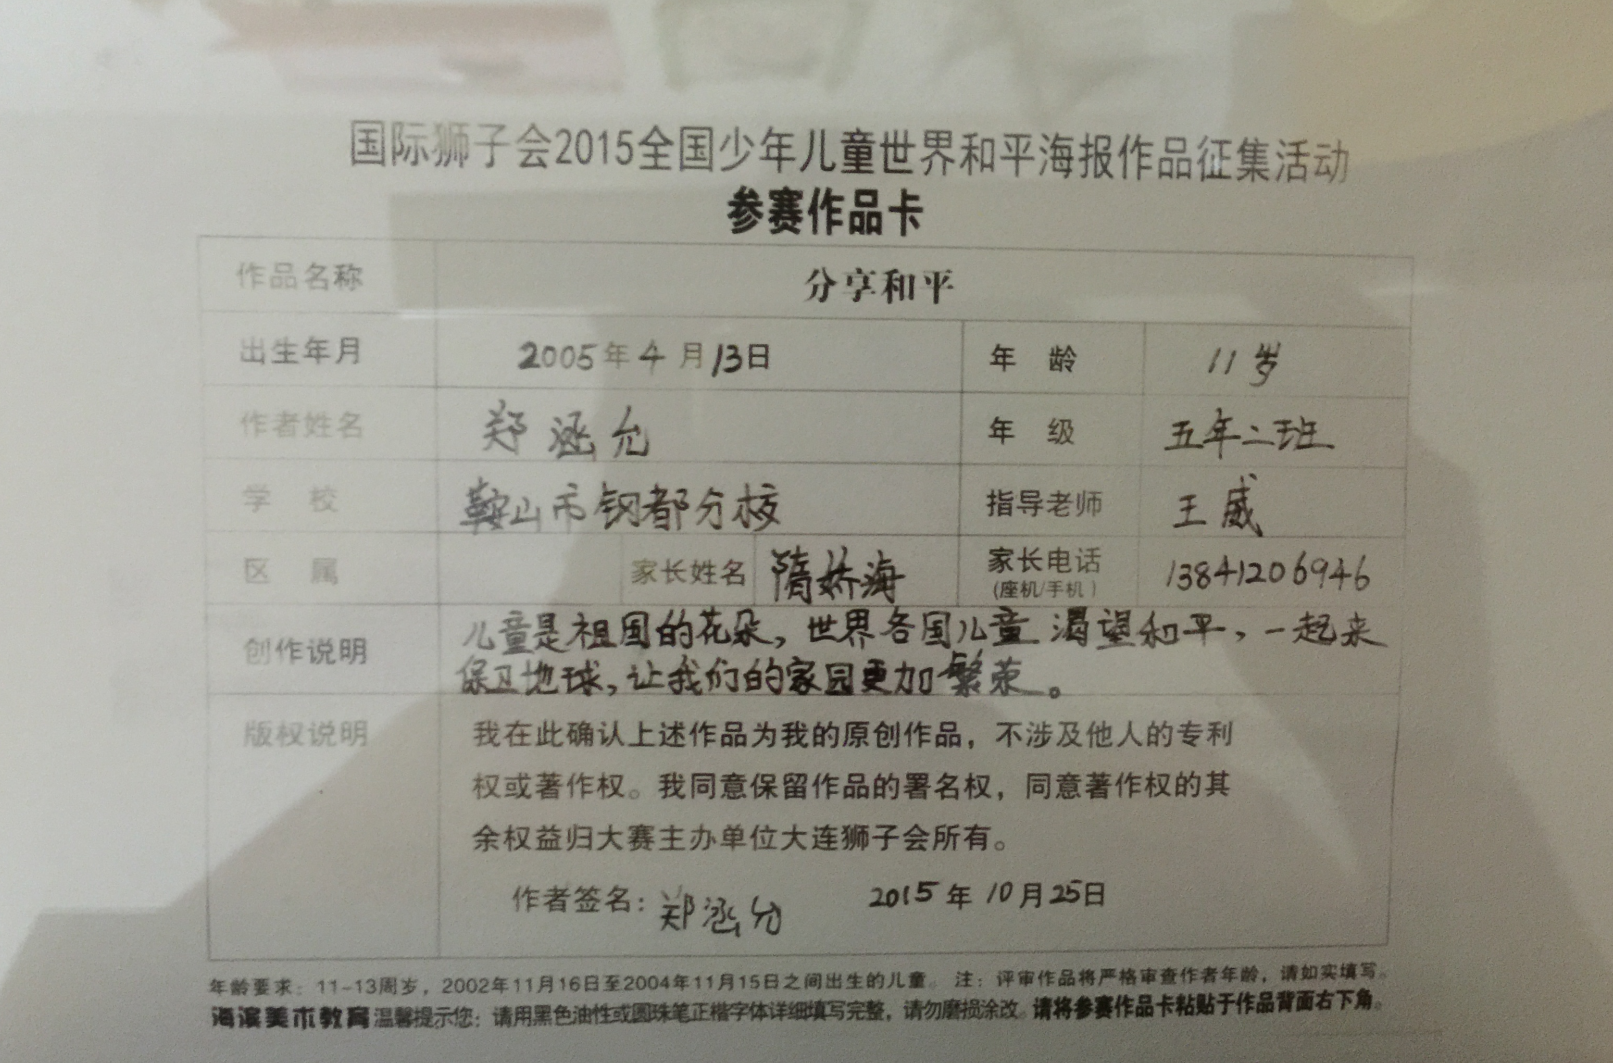 国际狮子会2015全国少年儿童世界和平海报作品征集活动
参赛作品卡
作品名称 分享和平
出生年月 2005年4月13日 年 龄 11岁
作者姓名 郑涵允 年 级 五年二班
学 校 鞍山市钢都分校 指导老师 王威
区 属 家长姓名 隋娇海 家长电话 13841206946
(座机/手机)
创作说明 儿童是祖国的花朵，世界各国儿童渴望和平，一起来
保卫地球，让我们的家园更加繁荣。
版权说明 我在此确认上述作品为我的原创作品，不涉及他人的专利
权或著作权。我同意保留作品的署名权，同意著作权的其
余权益归大赛主办单位大连狮子会所有。
作者签名：郑涵允 2015年10月25日
年龄要求：11-13周岁，2002年11月16日至2004年11月15日之间出生的儿童。 注：评审作品将严格审查作者年龄，请如实填写。
海滨美术教育 温馨提示您：请用黑色油性或圆珠笔正楷字体详细填写完整，请勿磨损涂改。请将参赛作品卡粘贴于作品背面右下角。